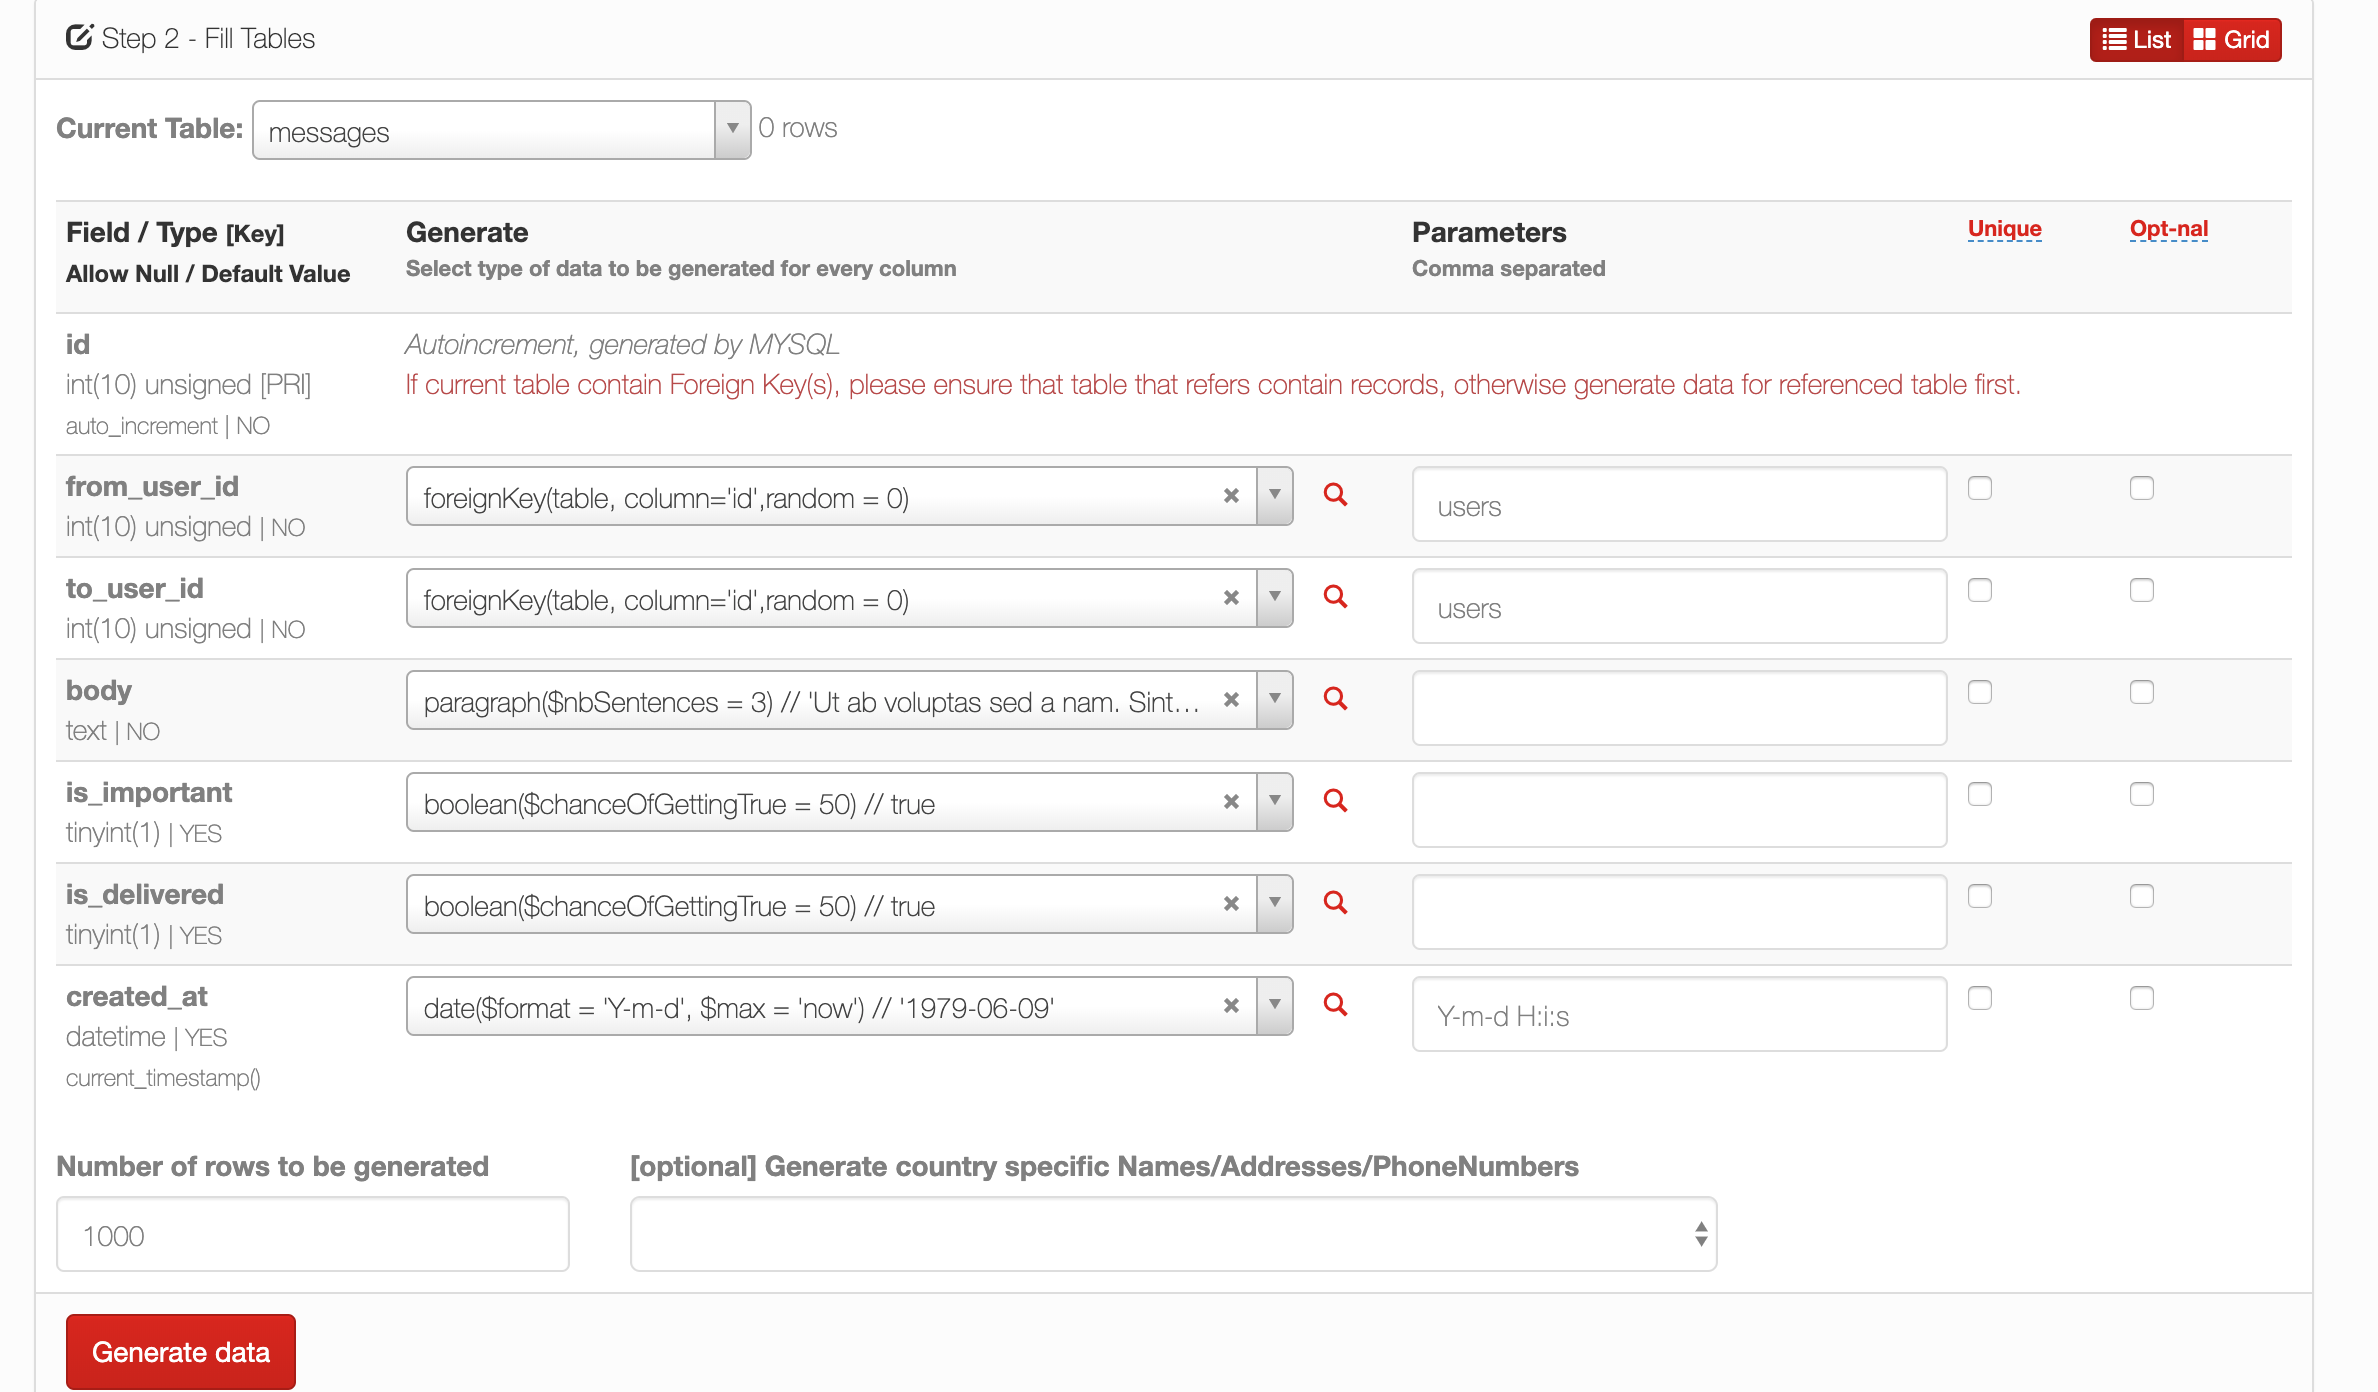 Step 2 - Fill Tables
List Grid
Current Table: messages 0 rows
Field / Type [Key] Generate Parameters Unique Opt-nal
Allow Null / Default Value Select type of data to be generated for every column Comma separated
id Autoincrement, generated by MYSQL
int(10) unsigned [PRI] If current table contain Foreign Key(s), please ensure that table that refers contain records, otherwise generate data for referenced table first.
auto_increment | NO
from_user_id foreignKey(table, column='id',random = 0) users
int(10) unsigned | NO
to_user_id foreignKey(table, column='id',random = 0) users
int(10) unsigned | NO
body paragraph($nbSentences = 3) // 'Ut ab voluptas sed a nam. Sint...
text | NO
is_important boolean($chanceOfGettingTrue = 50) // true
tinyint(1) | YES
is_delivered boolean($chanceOfGettingTrue = 50) // true
tinyint(1) | YES
created_at date($format = 'Y-m-d', $max = 'now') // '1979-06-09' Y-m-d H:i:s
datetime | YES
current_timestamp()
Number of rows to be generated [optional] Generate country specific Names/Addresses/PhoneNumbers
1000
Generate data